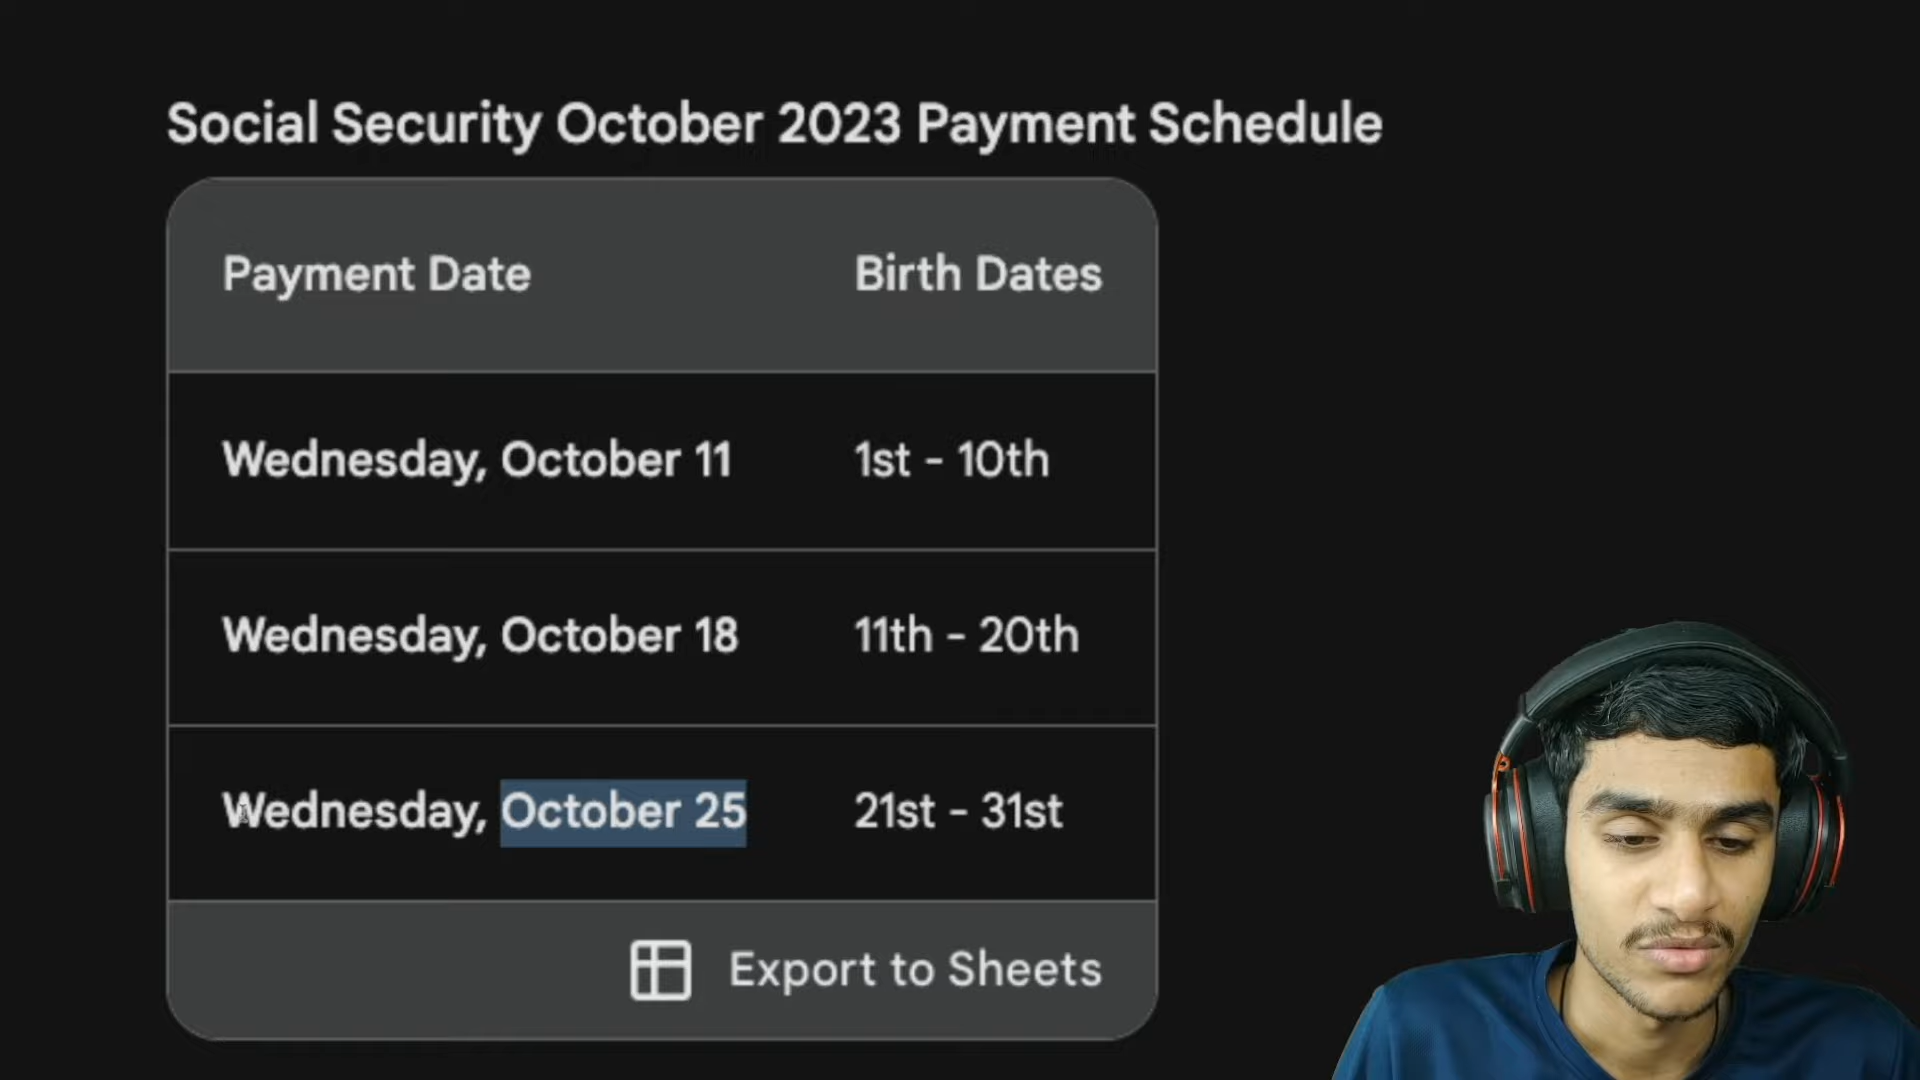 Social Security October 2023 Payment Schedule
Payment Date Birth Dates
Wednesday, October 11 1st - 10th
Wednesday, October 18 11th - 20th
Wednesday, October 25 21st - 31st
Export to Sheets